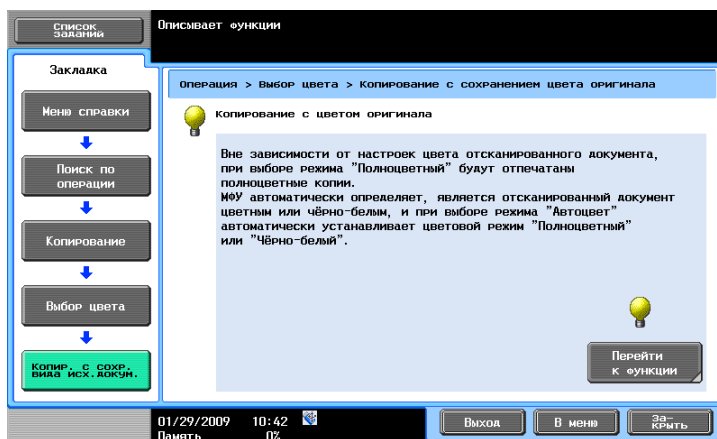 Список
заданий
Описывает функции
Закладка
Меню справки
Поиск по
операции
Копирование
Выбор цвета
Копир. с сохр.
вида исх.докум.
Операция > Выбор цвета > Копирование с сохранением цвета оригинала
Копирование с цветом оригинала
Вне зависимости от настроек цвета отсканированного документа,
при выборе режима "Полноцветный" будут отпечатаны
полноцветные копии.
МФУ автоматически определяет, является отсканированный документ
цветным или чёрно-белым, и при выборе режима "Автоцвет"
автоматически устанавливает цветовой режим "Полноцветный"
или "Чёрно-белый".
Перейти
к функции
01/29/2009 10:42
Память 0%
Выход
В меню
За-
крыть